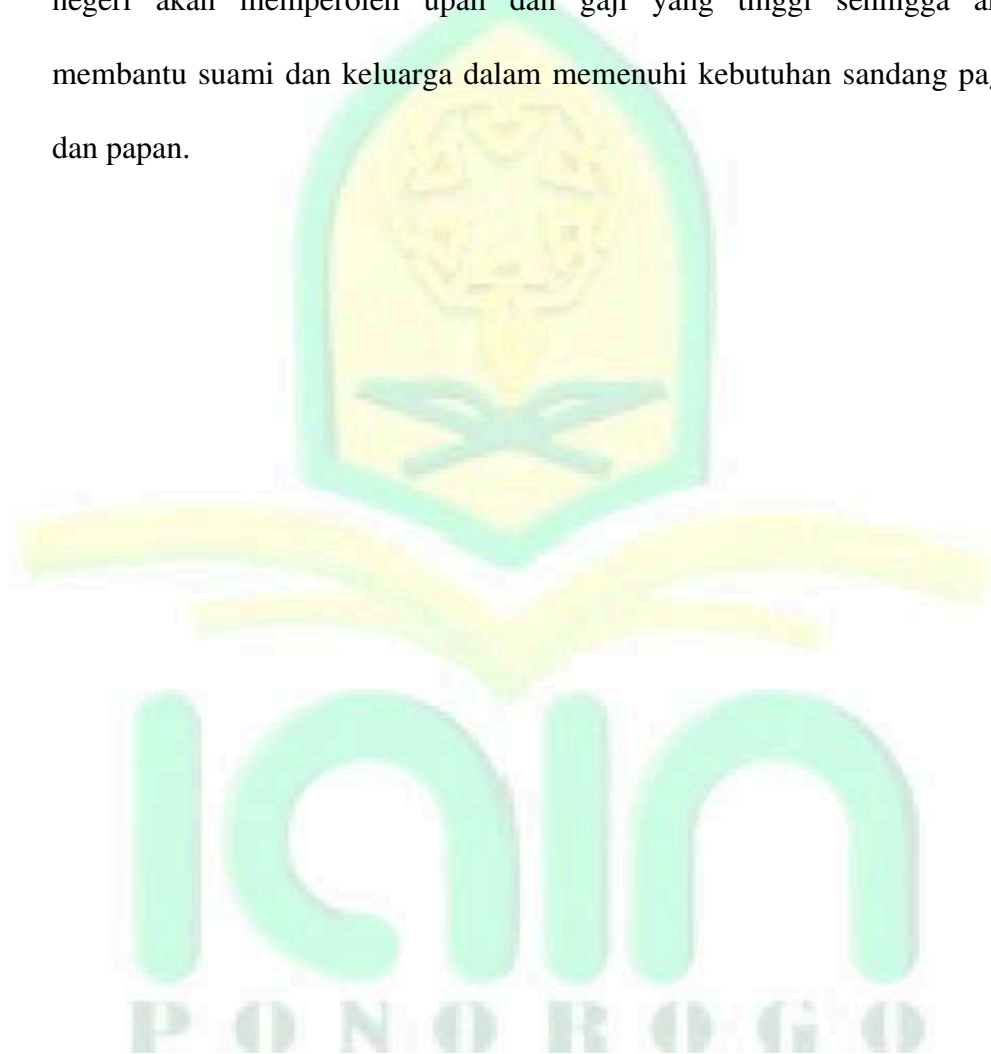 negeri akan memperoleh upah dan gaji yang tinggi sehingga
membantu suami dan keluarga dalam memenuhi kebutuhan sandang
dan papan.
iain
PONOROGO